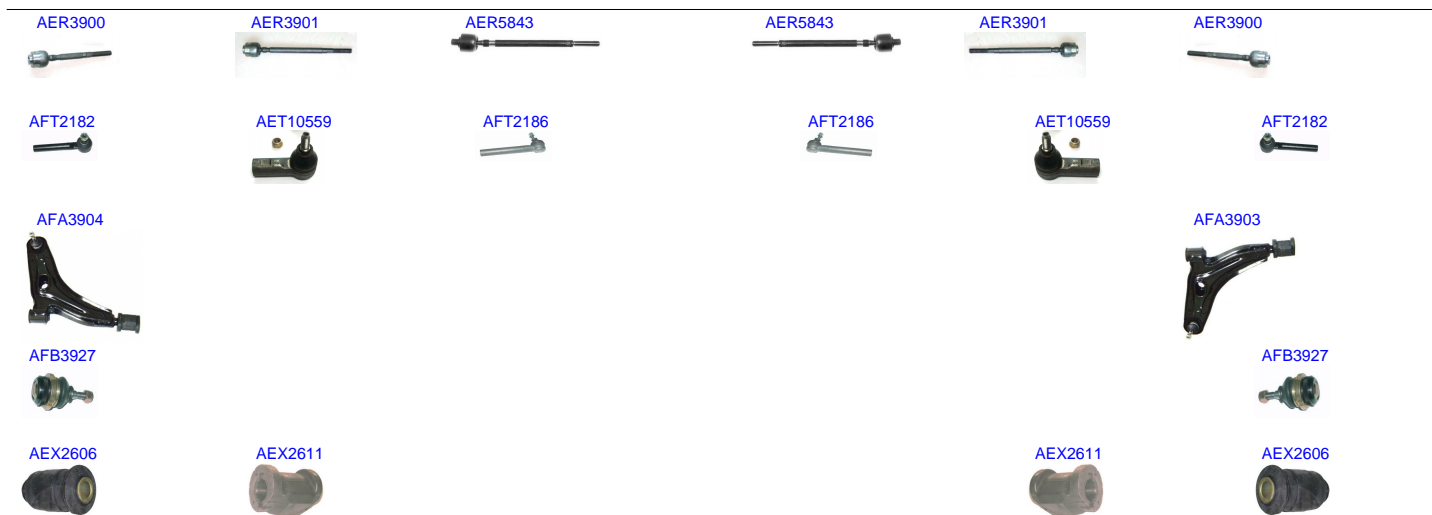 AER3900 AER3901 AER5843 AER5843 AER3901 AER3900
AFT2182 AET10559 AFT2186 AFT2186 AET10559 AFT2182
AFA3904 AFA3903
AFB3927 AFB3927
AEX2606 AEX2611 AEX2611 AEX2606